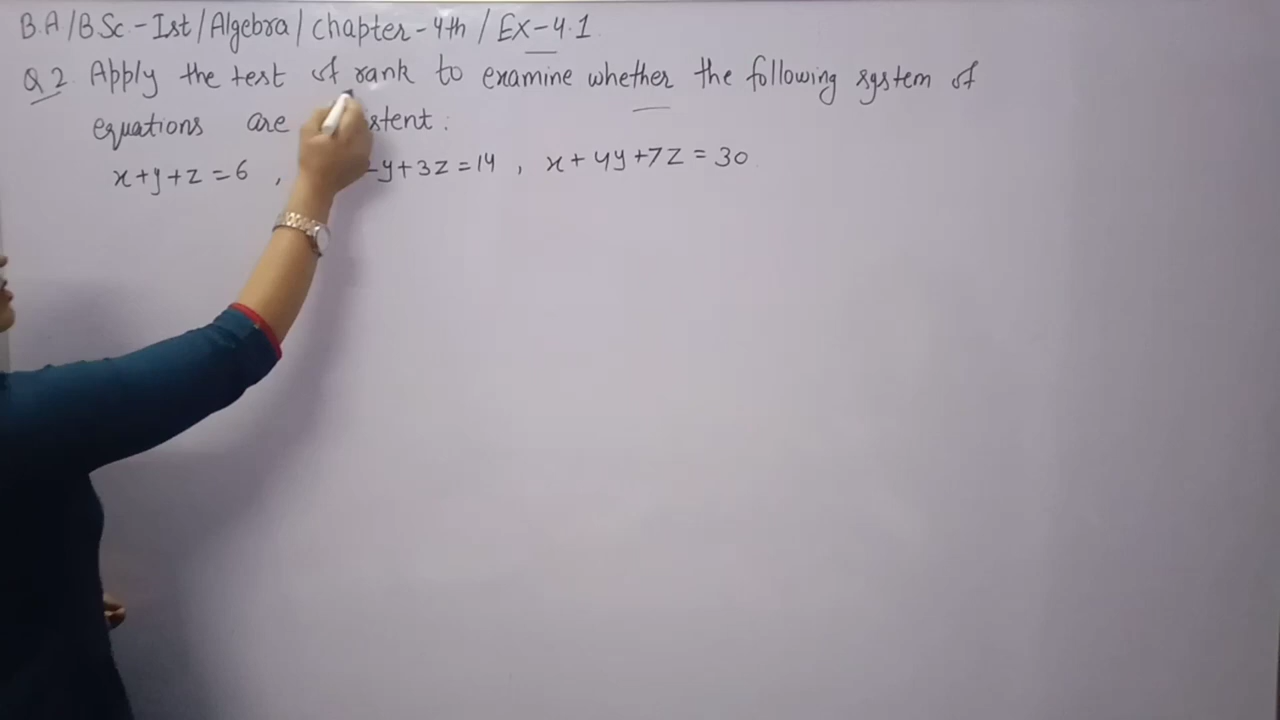 B.A/B.Sc-Ist/Algebra/Chapter-4th/Ex-4.1
Q2 Apply the test of rank to examine whether the following system of
equations are stent:
x+y+z=6, y+3z=14, x+4y+7z=30